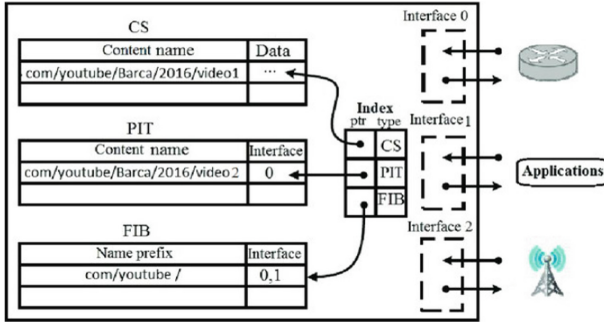 Interface 0
CS
Content name Data
com/youtube/Barca/2016/video1 ...
Index
ptr type
Interface 1
CS
PIT
FIB
PIT
Content name Interface
com/youtube/Barca/2016/video2 0
Applications
Interface 2
FIB
Name prefix Interface
com/youtube / 0,1